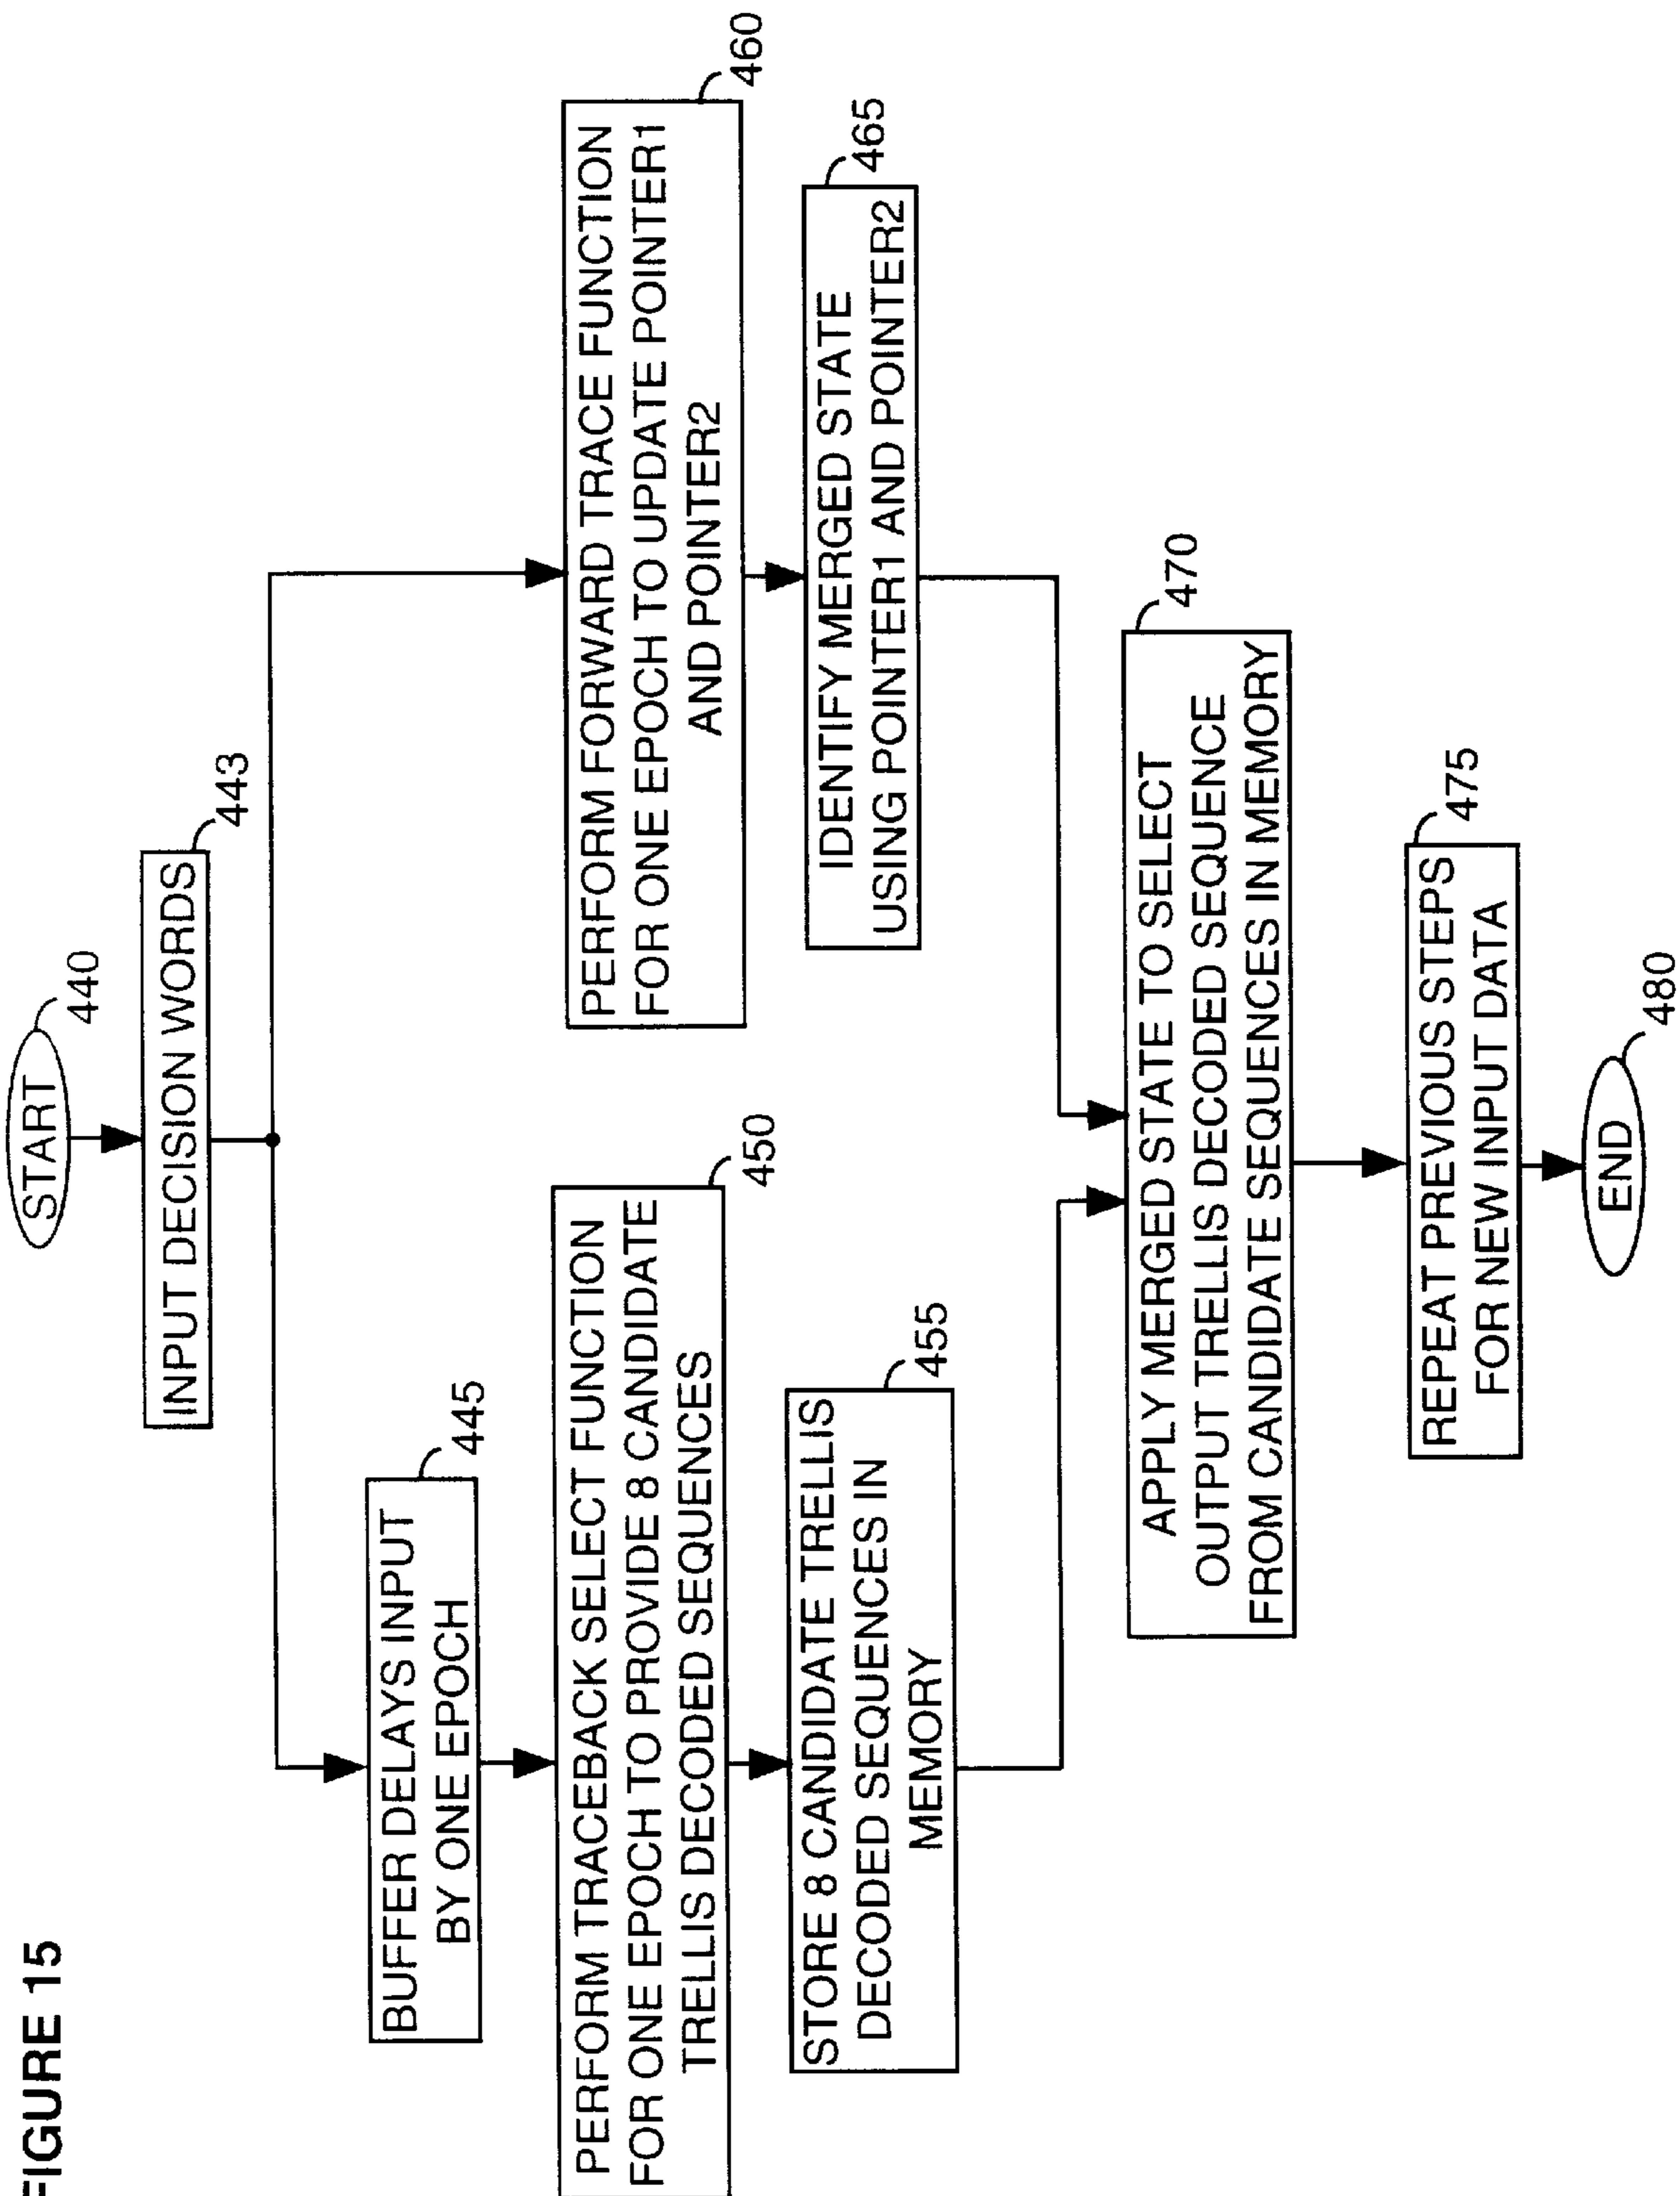 FIGURE 15
START
440
INPUT DECISION WORDS
443
BUFFER DELAYS INPUT
BY ONE EPOCH
445
PERFORM TRACEBACK SELECT FUNCTION
FOR ONE EPOCH TO PROVIDE 8 CANDIDATE
TRELLIS DECODED SEQUENCES
450
STORE 8 CANDIDATE TRELLIS
DECODED SEQUENCES IN
MEMORY
455
PERFORM FORWARD TRACE FUNCTION
FOR ONE EPOCH TO UPDATE POINTER1
AND POINTER2
460
IDENTIFY MERGED STATE
USING POINTER1 AND POINTER2
465
APPLY MERGED STATE TO SELECT
OUTPUT TRELLIS DECODED SEQUENCE
FROM CANDIDATE SEQUENCES IN MEMORY
470
REPEAT PREVIOUS STEPS
FOR NEW INPUT DATA
475
END
480